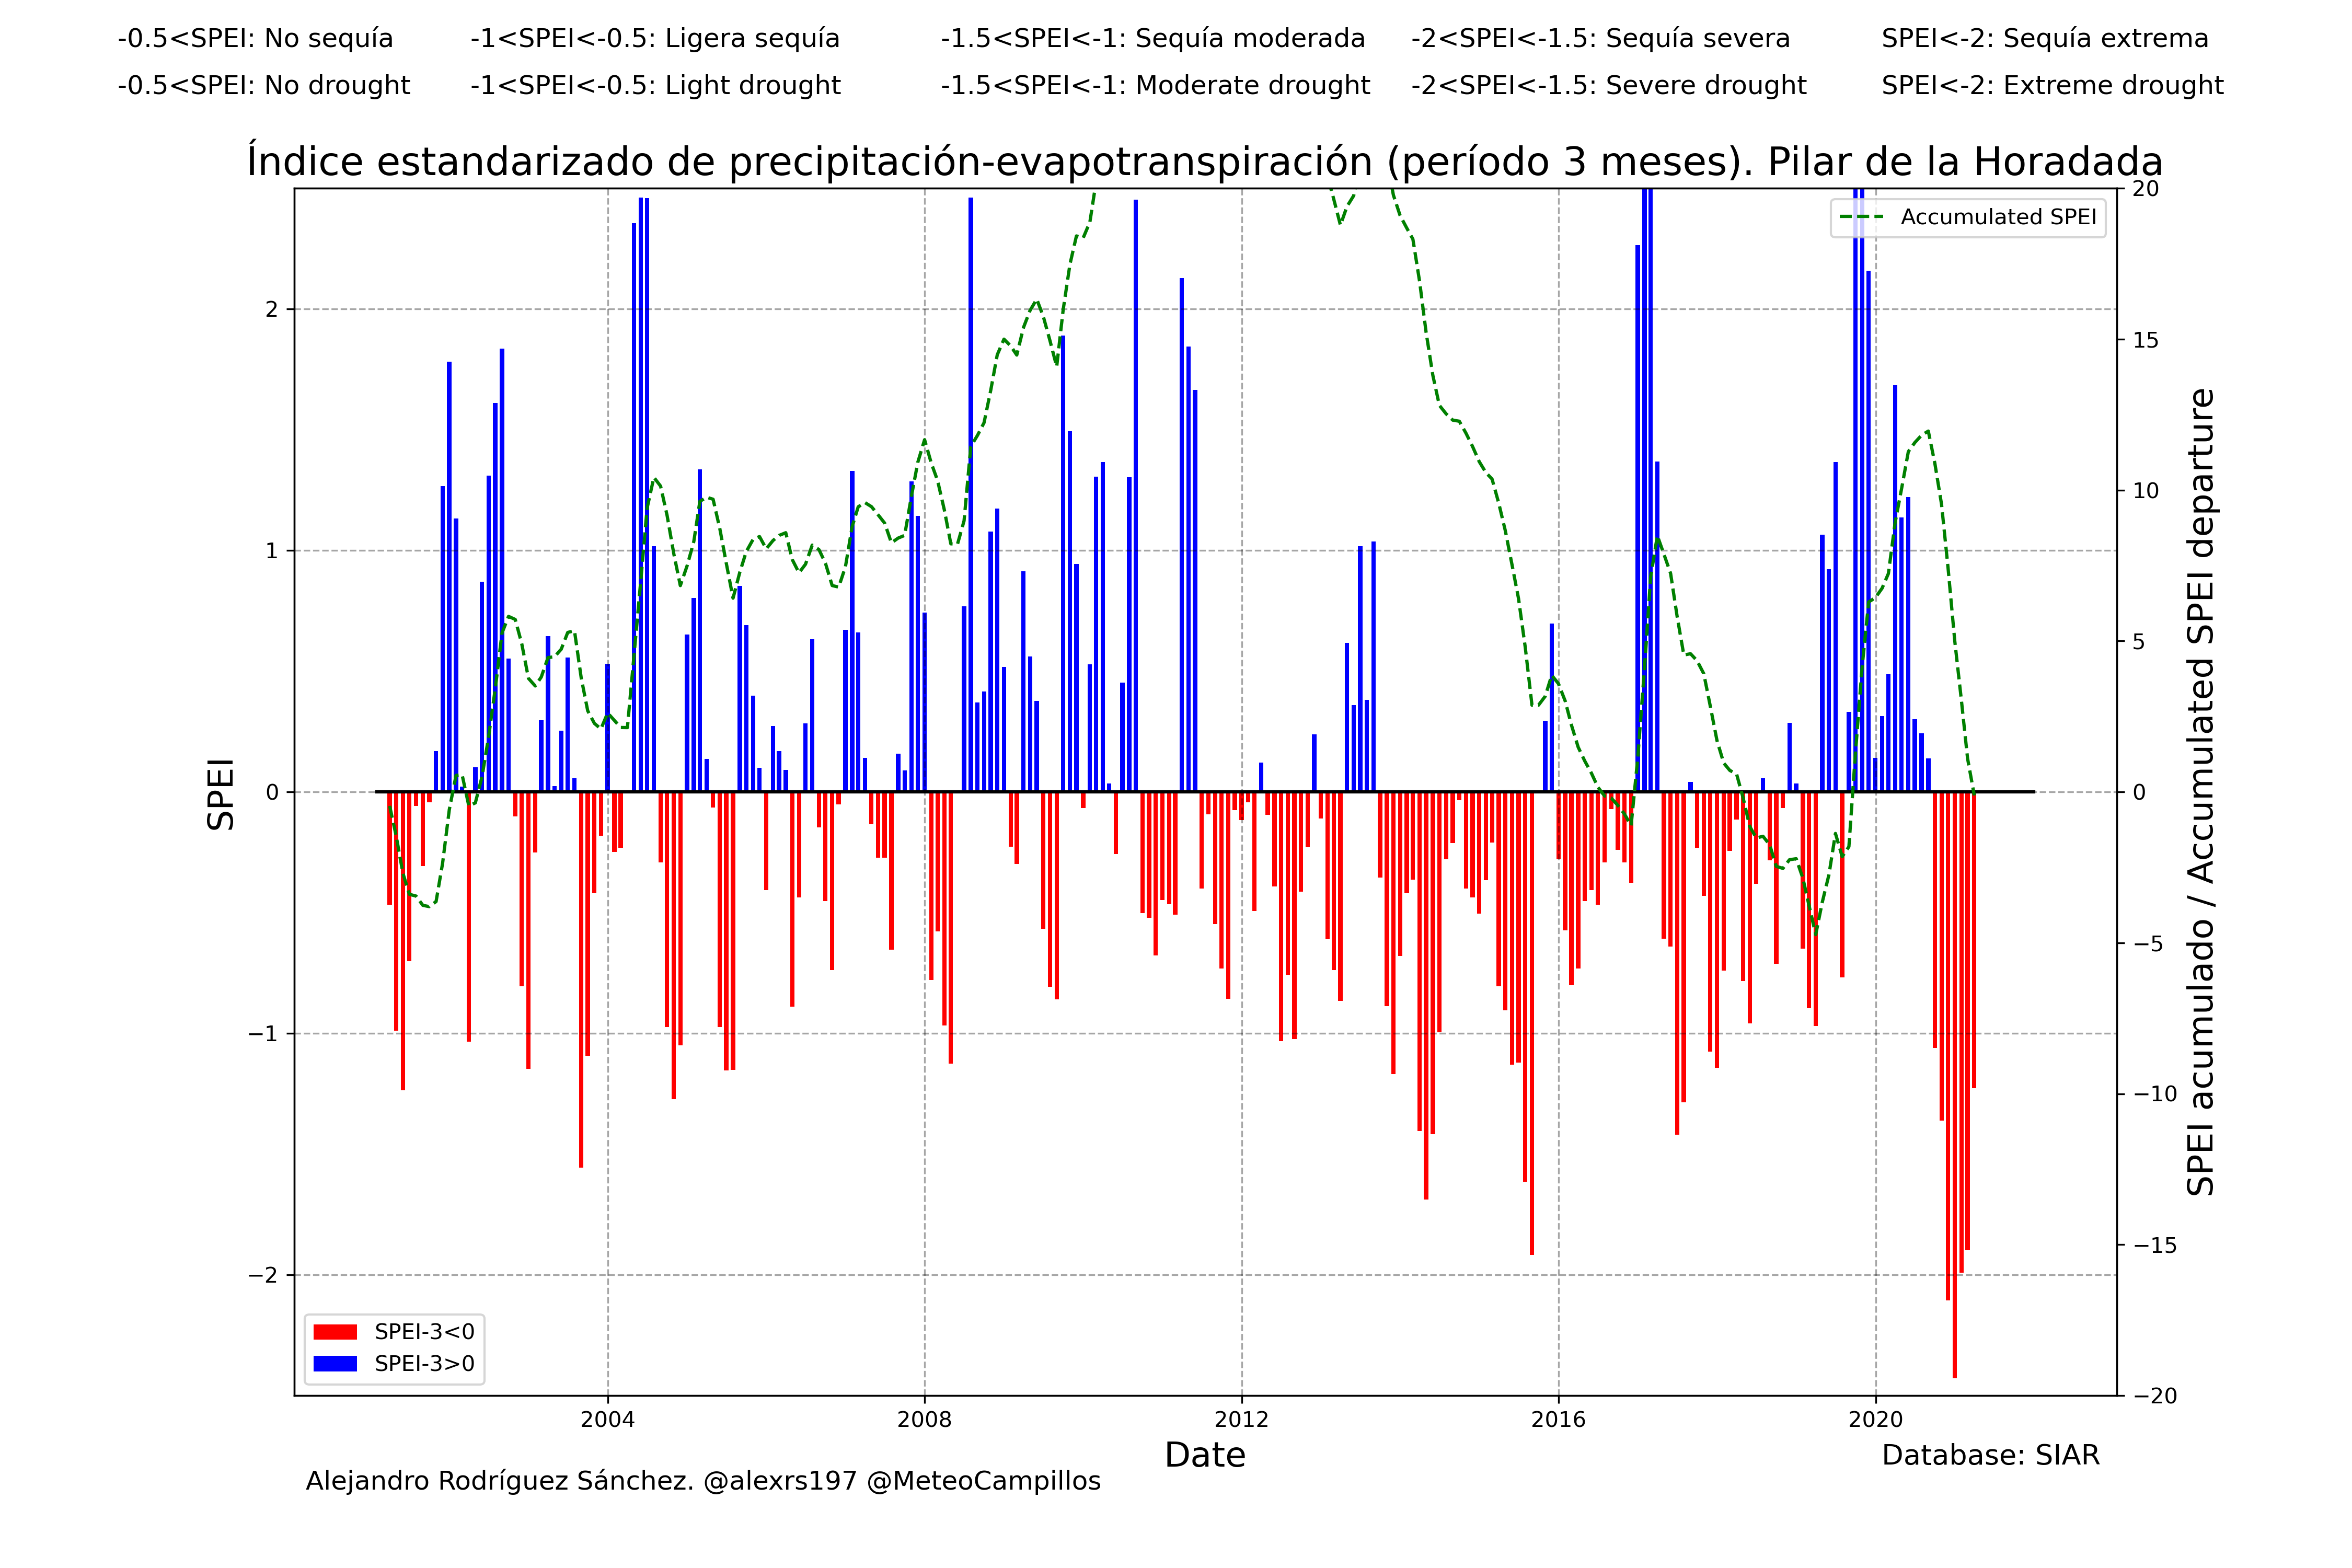 -0.5<SPEI: No sequía -1<SPEI<-0.5: Ligera sequía -1.5<SPEI<-1: Sequía moderada -2<SPEI<-1.5: Sequía severa SPEI<-2: Sequía extrema
-0.5<SPEI: No drought -1<SPEI<-0.5: Light drought -1.5<SPEI<-1: Moderate drought -2<SPEI<-1.5: Severe drought SPEI<-2: Extreme drought
Índice estandarizado de precipitación-evapotranspiración (período 3 meses). Pilar de la Horadada
Accumulated SPEI
SPEI
2
1
0
−1
−2
20
15
10
5
0
−5
−10
−15
−20
SPEI acumulado / Accumulated SPEI departure
SPEI-3<0
SPEI-3>0
2004 2008 2012 2016 2020
Date
Database: SIAR
Alejandro Rodríguez Sánchez. @alexrs197 @MeteoCampillos